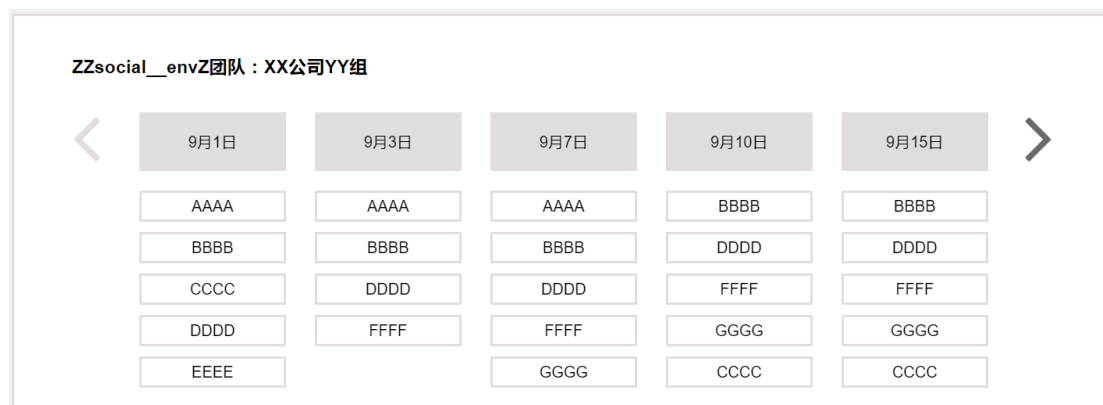 ZZsocial__envZ团队：XX公司YY组
9月1日 9月3日 9月7日 9月10日 9月15日
AAAA AAAA AAAA BBBB BBBB
BBBB BBBB BBBB DDDD DDDD
CCCC DDDD DDDD FFFF FFFF
DDDD FFFF FFFF GGGG GGGG
EEEE GGGG CCCC CCCC